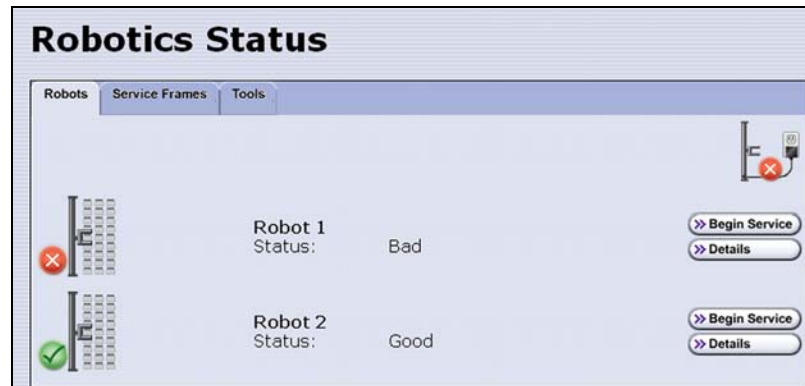 Robotics Status
Robots Service Frames Tools
Robot 1
Status: Bad
>> Begin Service
>> Details
Robot 2
Status: Good
>> Begin Service
>> Details